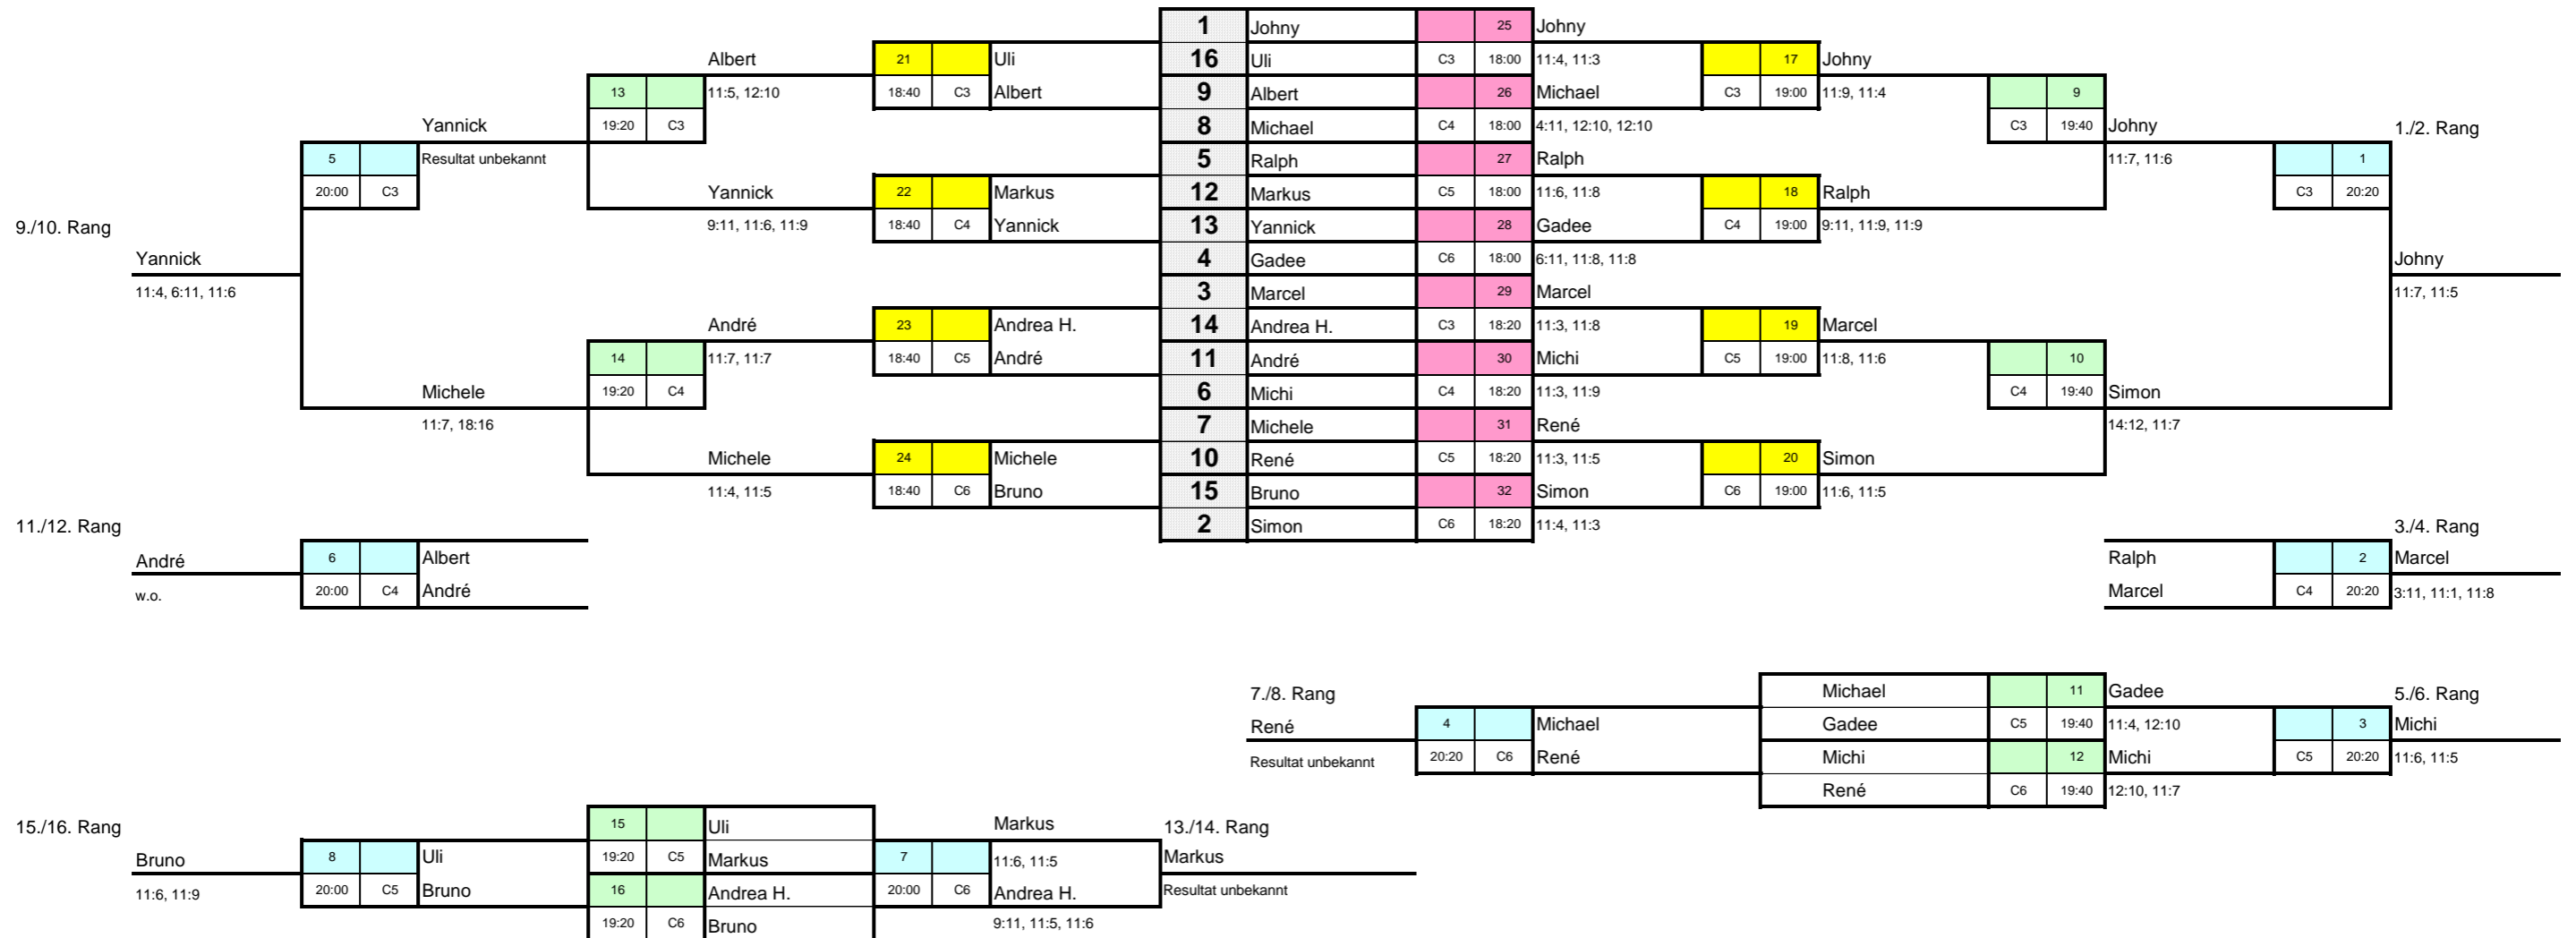 1 Johny 25 Johny
Albert 21 Uli 16 Uli C3 18:00 11:4, 11:3 17 Johny
13 11:5, 12:10 18:40 C3 Albert 9 Albert 26 Michael C3 19:00 11:9, 11:4 9
Yannick 19:20 C3 8 Michael C4 18:00 4:11, 12:10, 12:10 C3 19:40 Johny 1./2. Rang
5 Resultat unbekannt 5 Ralph 27 Ralph 11:7, 11:6 1
20:00 C3 Yannick 22 Markus 12 Markus C5 18:00 11:6, 11:8 18 Ralph C3 20:20
9./10. Rang 9:11, 11:6, 11:9 18:40 C4 Yannick 13 Yannick 28 Gadee C4 19:00 9:11, 11:9, 11:9
Yannick 4 Gadee C6 18:00 6:11, 11:8, 11:8 Johny
11:4, 6:11, 11:6 3 Marcel 29 Marcel 11:7, 11:5
André 23 Andrea H. 14 Andrea H. C3 18:20 11:3, 11:8 19 Marcel
14 11:7, 11:7 18:40 C5 André 11 André 30 Michi C5 19:00 11:8, 11:6 10
Michele 19:20 C4 6 Michi C4 18:20 11:3, 11:9 C4 19:40 Simon
11:7, 18:16 7 Michele 31 René 14:12, 11:7
Michele 24 Michele 10 René C5 18:20 11:3, 11:5 20 Simon
11:4, 11:5 18:40 C6 Bruno 15 Bruno 32 Simon C6 19:00 11:6, 11:5
11./12. Rang 2 Simon C6 18:20 11:4, 11:3 3./4. Rang
André 6 Albert Ralph 2 Marcel
w.o. 20:00 C4 André Marcel C4 20:20 3:11, 11:1, 11:8
7./8. Rang Michael 11 Gadee 5./6. Rang
René 4 Michael Gadee C5 19:40 11:4, 12:10 3 Michi
Resultat unbekannt 20:20 C6 René Michi 12 Michi C5 20:20 11:6, 11:5
René C6 19:40 12:10, 11:7
15./16. Rang 15 Uli Markus 13./14. Rang
Bruno 8 Uli 19:20 C5 Markus 7 11:6, 11:5 Markus
11:6, 11:9 20:00 C5 Bruno 16 Andrea H. 20:00 C6 Andrea H. Resultat unbekannt
19:20 C6 Bruno 9:11, 11:5, 11:6